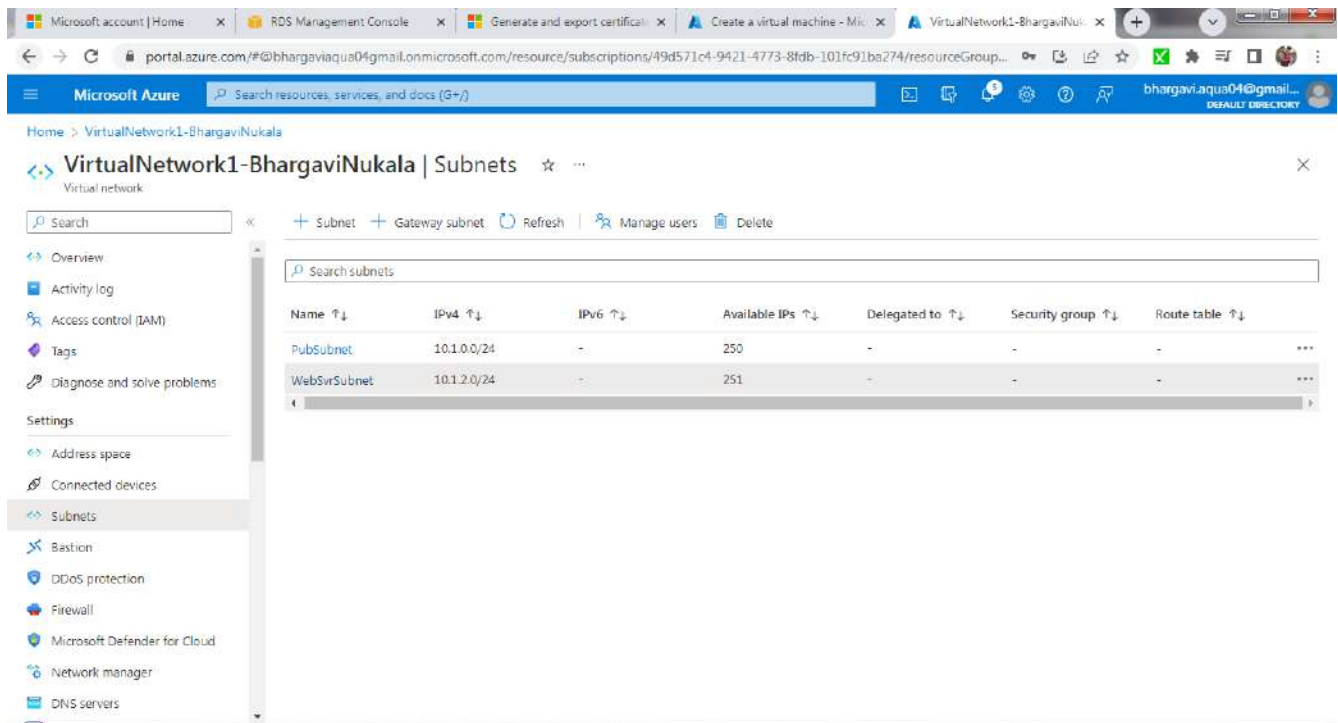 Microsoft account | Home
RDS Management Console
Generate and export certificat
Create a virtual machine - Mic
VirtualNetwork1-BhargaviNuk
portal.azure.com/#@bhargaviaqua04gmail.onmicrosoft.com/resource/subscriptions/49d571c4-9421-4773-8fdb-101fc91ba274/resourceGroup...
Microsoft Azure
Search resources, services, and docs (G+/)
5
bhargavi.aqua04@gmail...
DEFAULT DIRECTORY
Home > VirtualNetwork1-BhargaviNukala
VirtualNetwork1-BhargaviNukala | Subnets
Virtual network
Search
+ Subnet + Gateway subnet Refresh | Manage users Delete
Overview
Activity log
Access control (IAM)
Tags
Diagnose and solve problems
Settings
Address space
Connected devices
Subnets
Bastion
DDoS protection
Firewall
Microsoft Defender for Cloud
Network manager
DNS servers
Search subnets
Name IPv4 IPv6 Available IPs Delegated to Security group Route table
PubSubnet 10.1.0.0/24 - 250 - - -
WebSvrSubnet 10.1.2.0/24 - 251 - - -